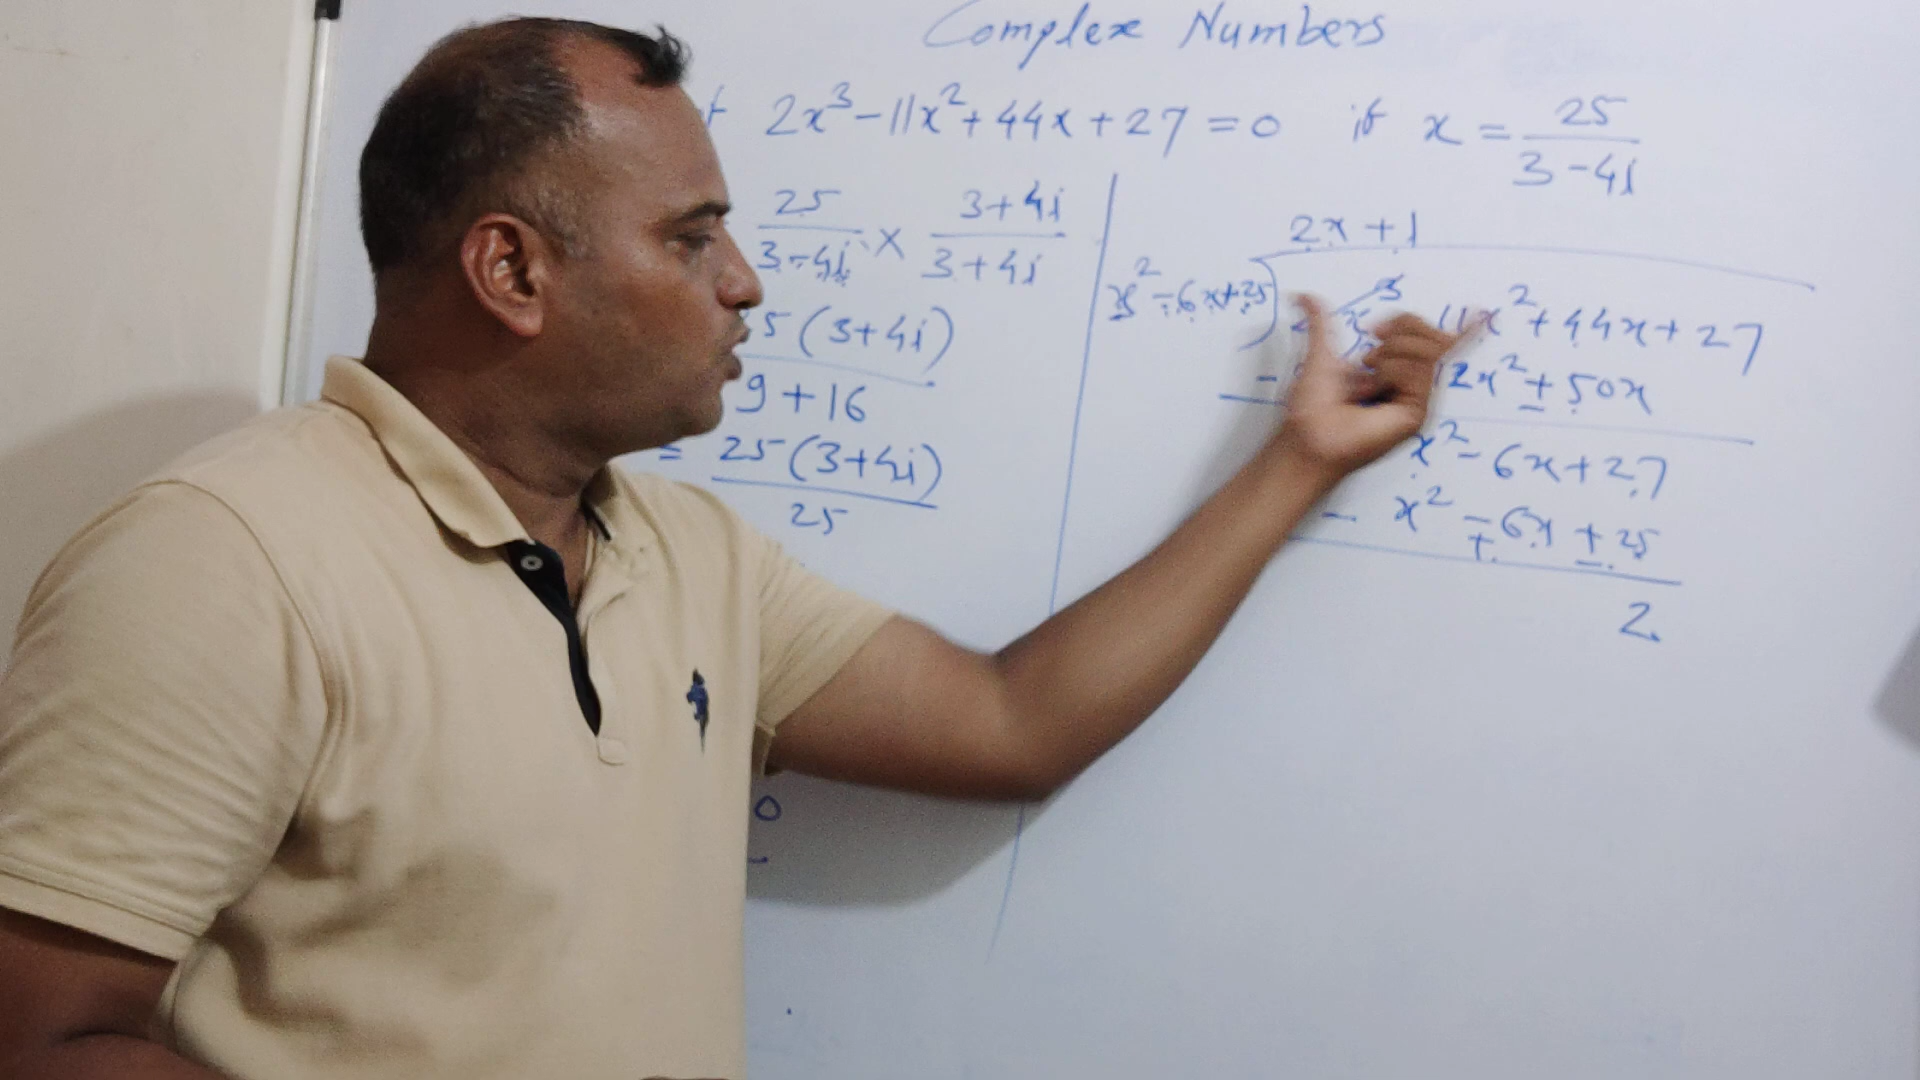 Complex Numbers
2x³-11x²+44x+27=0 if x = 25/(3-4i)
25/(3-4i) × (3+4i)/(3+4i)
5(3+4i)
9+16
= 25(3+4i)/25
0
2x+1
x²-6x+25
11x²+44x+27
12x²+50x
x²-6x+27
- x²-6x+25
2